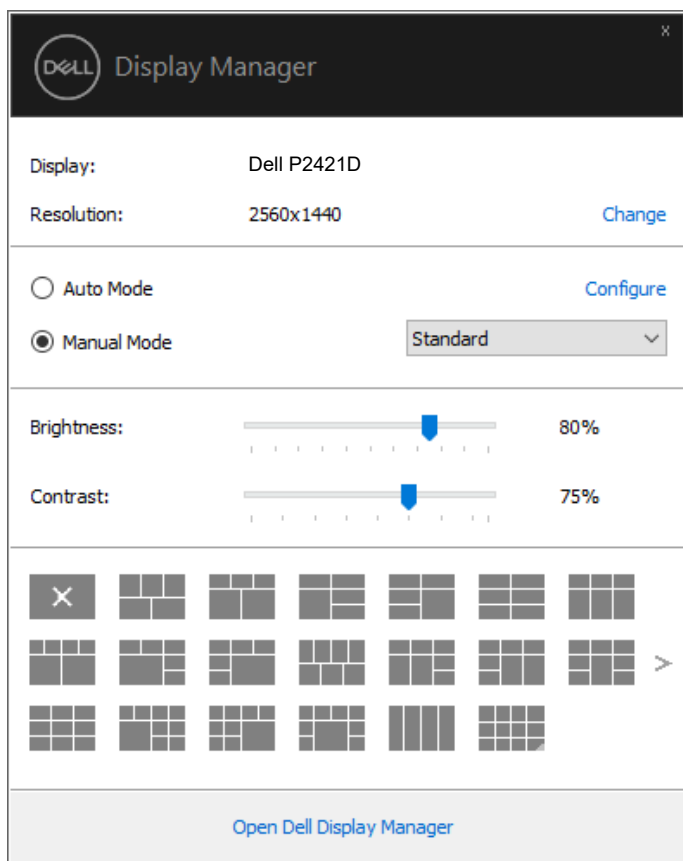 x
DELL Display Manager
Display: Dell P2421D
Resolution: 2560x1440 Change
Auto Mode Configure
Manual Mode Standard
Brightness: 80%
Contrast: 75%
>
Open Dell Display Manager